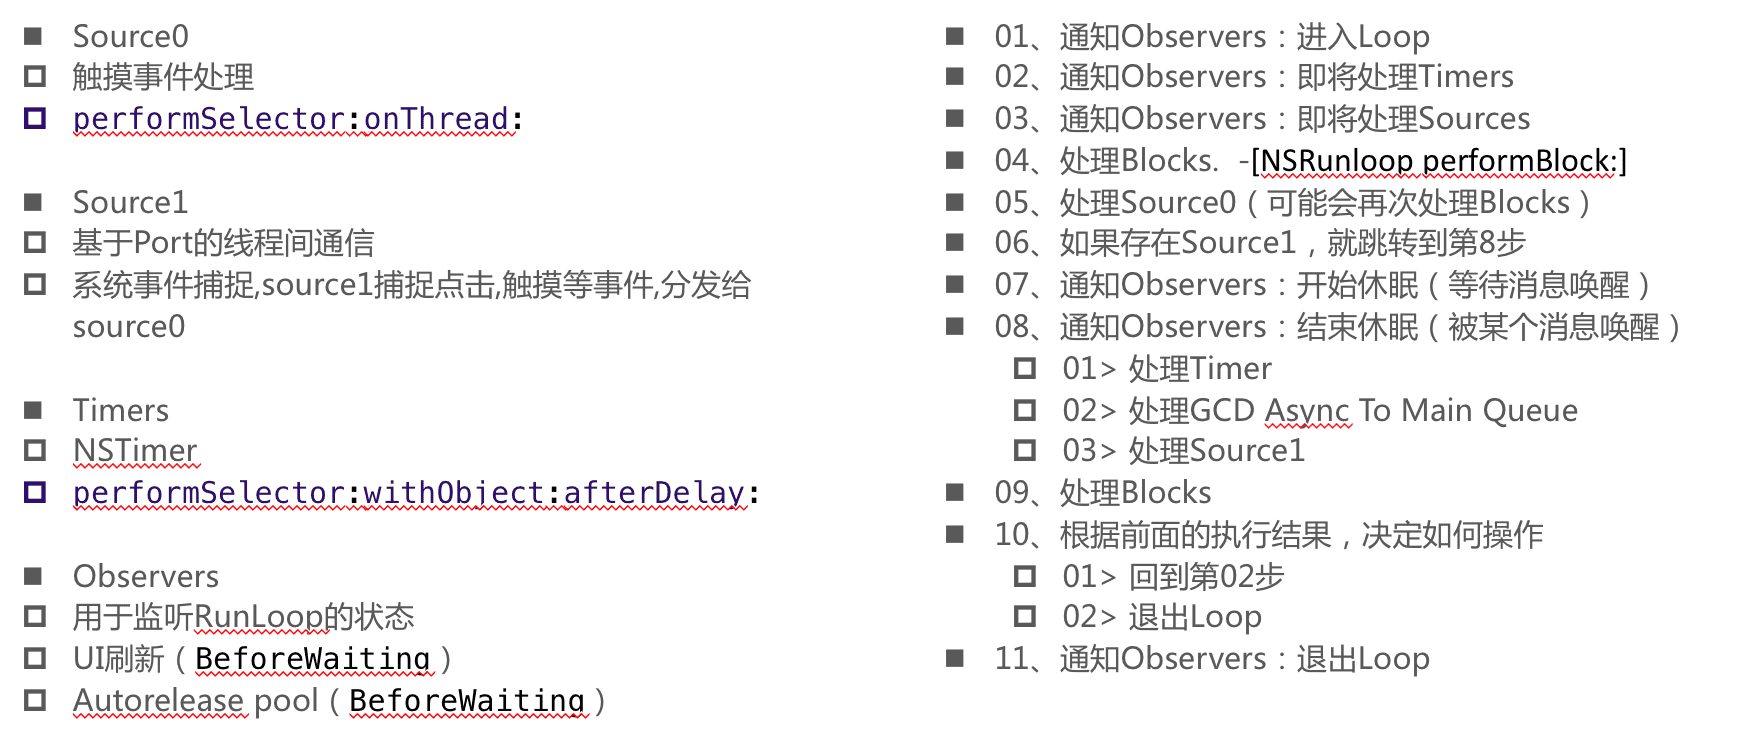 Source0
触摸事件处理
performSelector:onThread:
Source1
基于Port的线程间通信
系统事件捕捉,source1捕捉点击,触摸等事件,分发给
source0
Timers
NSTimer
performSelector:withObject:afterDelay:
Observers
用于监听RunLoop的状态
UI刷新（BeforeWaiting）
Autorelease pool（BeforeWaiting）
01、通知Observers：进入Loop
02、通知Observers：即将处理Timers
03、通知Observers：即将处理Sources
04、处理Blocks. -[NSRunloop performBlock:]
05、处理Source0（可能会再次处理Blocks）
06、如果存在Source1，就跳转到第8步
07、通知Observers：开始休眠（等待消息唤醒）
08、通知Observers：结束休眠（被某个消息唤醒）
01> 处理Timer
02> 处理GCD Async To Main Queue
03> 处理Source1
09、处理Blocks
10、根据前面的执行结果，决定如何操作
01> 回到第02步
02> 退出Loop
11、通知Observers：退出Loop